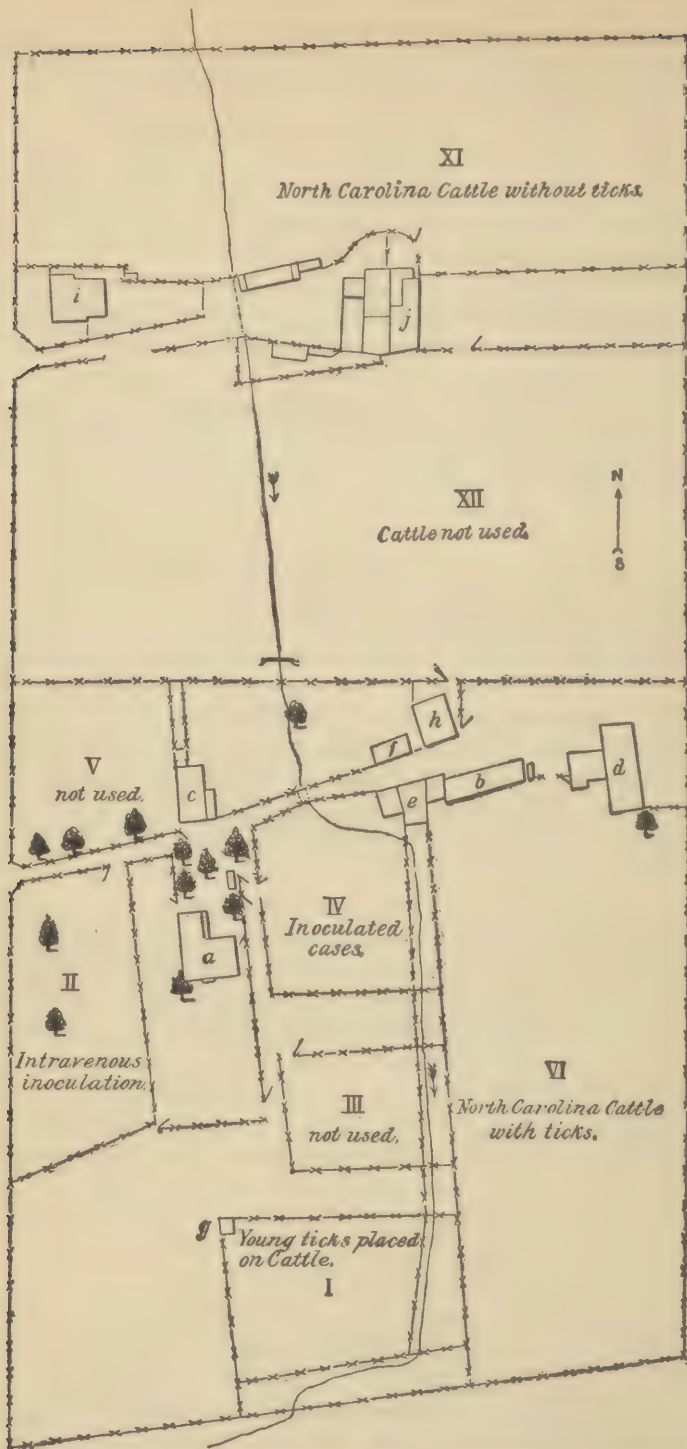 XI
North Carolina Cattle without ticks.
i
j
XII
Cattle not used.
N
S
h
f
V
not used.
c
b
d
e
IV
Inoculated
cases.
a
II
Intravenous
inoculation.
III
not used.
VI
North Carolina Cattle
with ticks.
g
Young ticks placed
on Cattle.
I